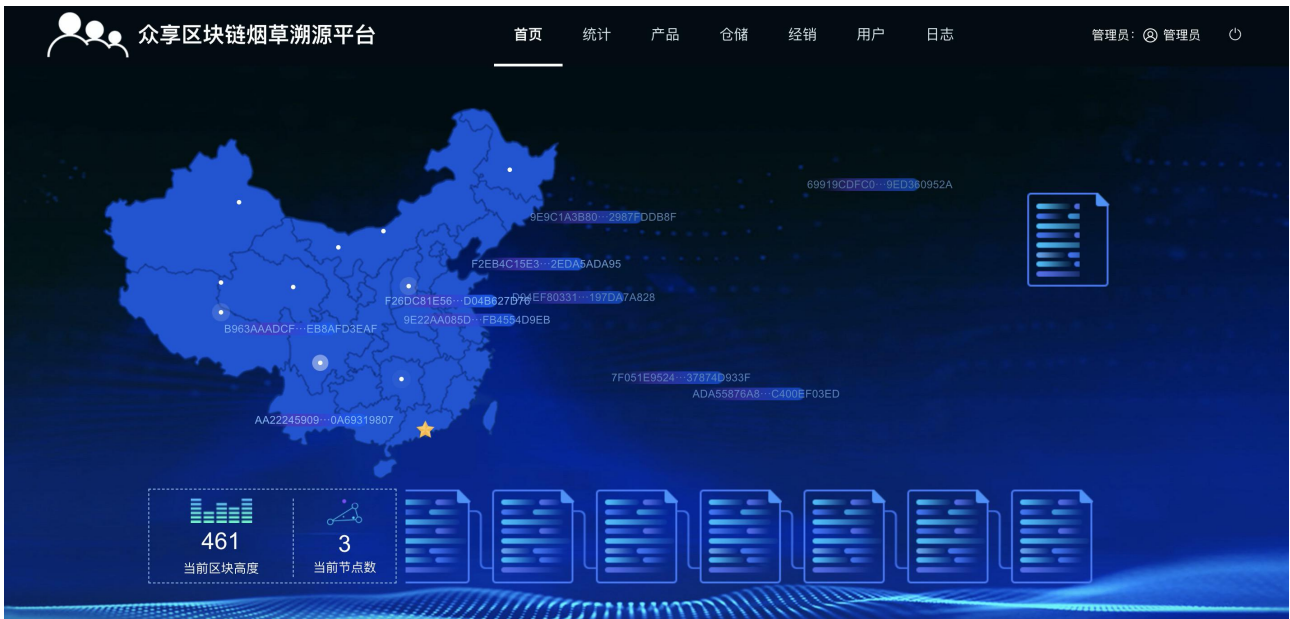 众享区块链烟草溯源平台
首页 统计 产品 仓储 经销 用户 日志
管理员: 管理员
69919CDFC0···9ED360952A
9E9C1A3B80···2987FDDB8F
F2EB4C15E3···2EDA5ADA95
F26DC81E56···D04B627D76
D04EF80331···197DA7A828
9E22AA085D···FB4554D9EB
B963AAADCF···EB8AFD3EAF
7F051E9524···37874D933F
ADA55876A8···C400EF03ED
AA22245909···0A69319807
461
当前区块高度
3
当前节点数